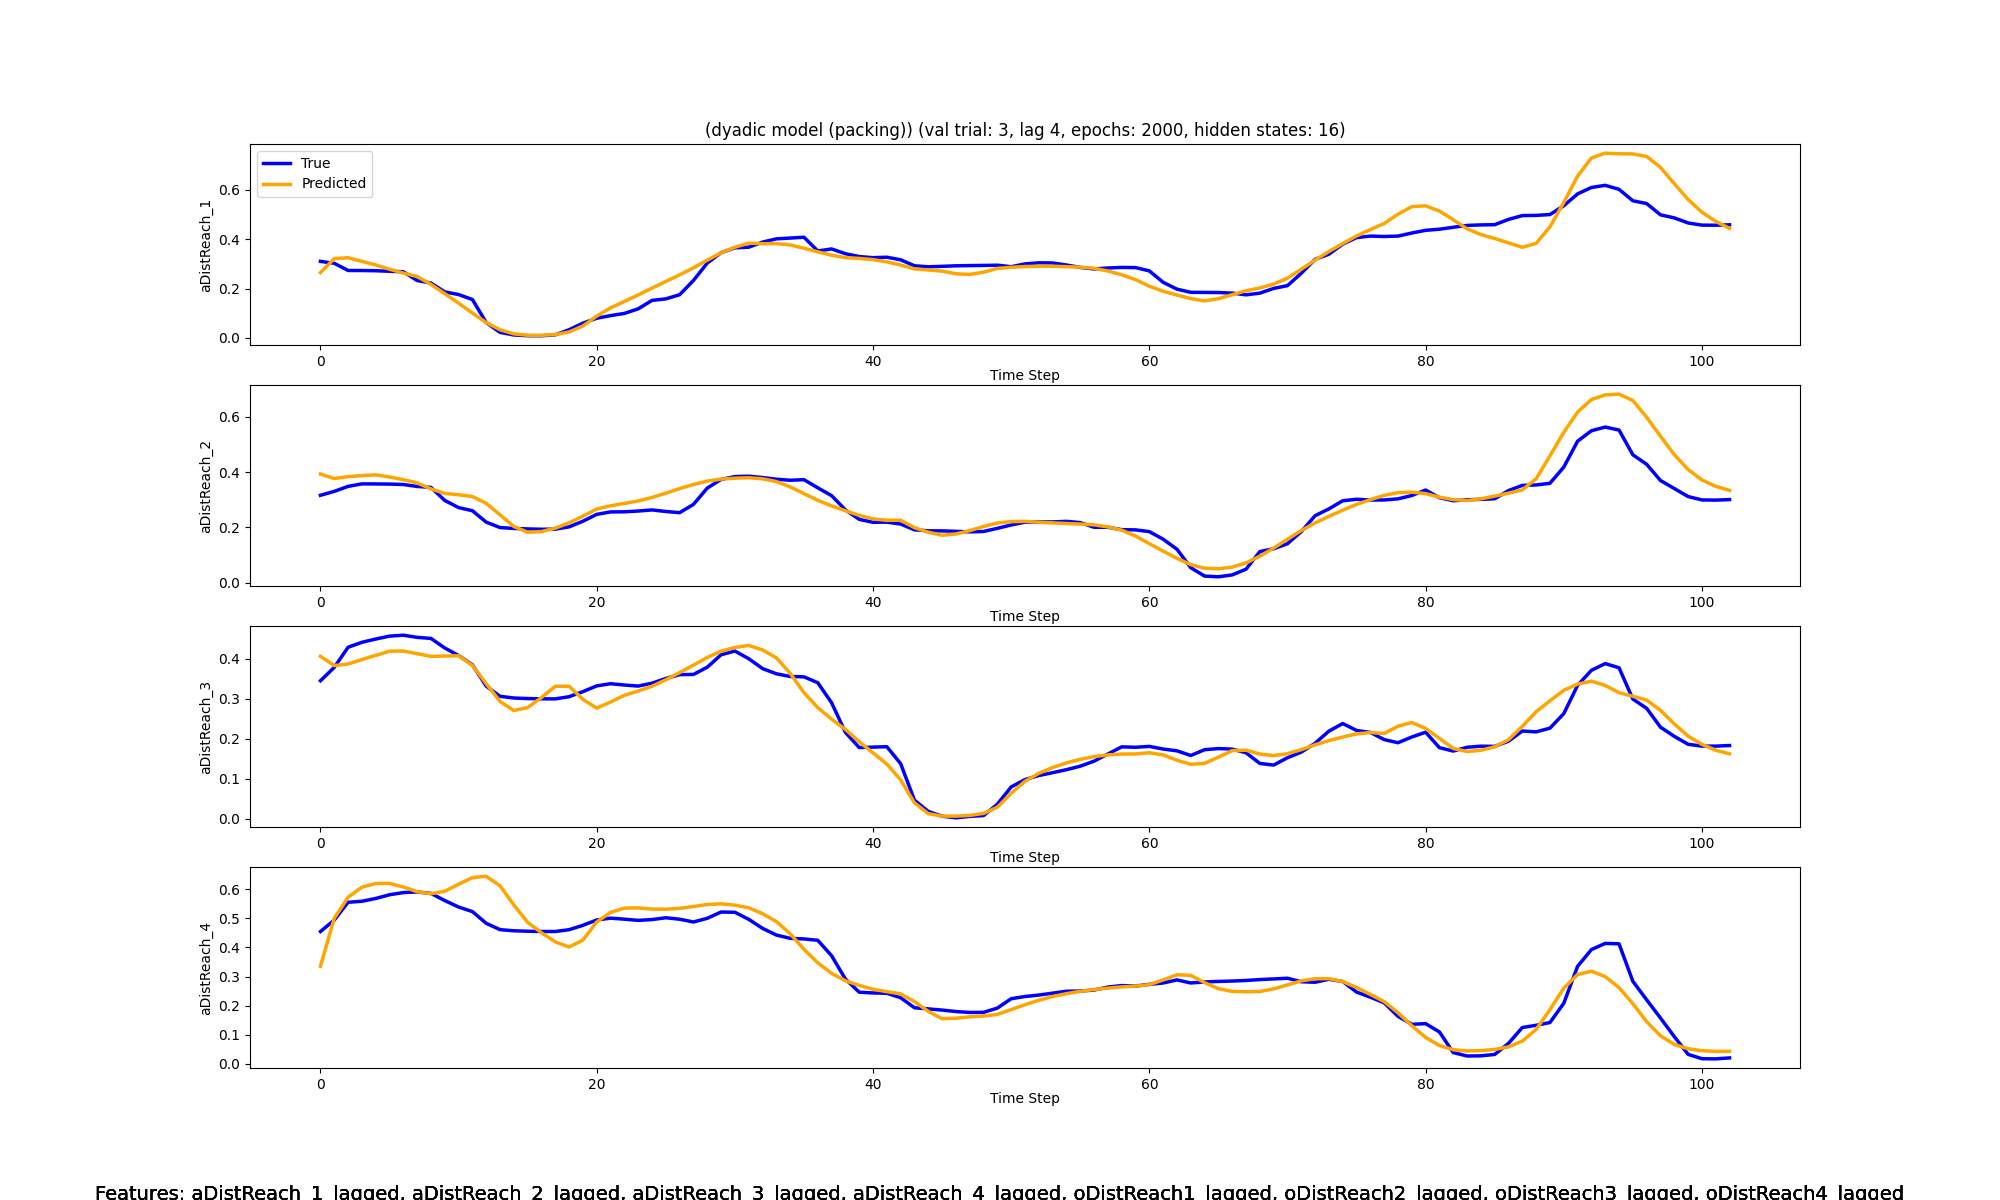 (dyadic model (packing)) (val trial: 3, lag 4, epochs: 2000, hidden states: 16)
True
Predicted
aDistReach_1
0.6
0.4
0.2
0.0
0 20 40 60 80 100
Time Step
aDistReach_2
0.6
0.4
0.2
0.0
0 20 40 60 80 100
Time Step
aDistReach_3
0.4
0.3
0.2
0.1
0.0
0 20 40 60 80 100
Time Step
aDistReach_4
0.6
0.5
0.4
0.3
0.2
0.1
0.0
0 20 40 60 80 100
Time Step
Features: aDistReach_1_lagged, aDistReach_2_lagged, aDistReach_3_lagged, aDistReach_4_lagged, oDistReach1_lagged, oDistReach2_lagged, oDistReach3_lagged, oDistReach4_lagged